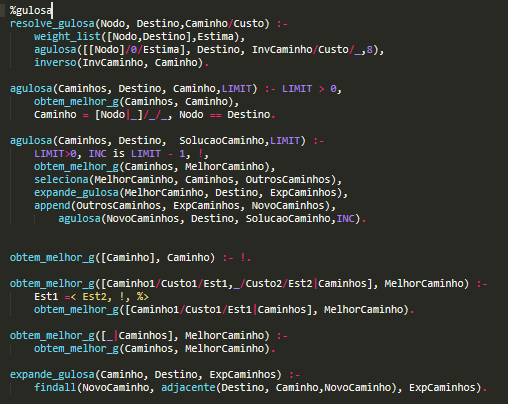 %gulosa
resolve_gulosa(Nodo, Destino,Caminho/Custo) :-
weight_list([Nodo,Destino],Estima),
agulosa([[Nodo]/0/Estima], Destino, InvCaminho/Custo/_,8),
inverso(InvCaminho, Caminho).
agulosa(Caminhos, Destino, Caminho,LIMIT) :- LIMIT > 0,
obtem_melhor_g(Caminhos, Caminho),
Caminho = [Nodo|_]/_/_, Nodo == Destino.
agulosa(Caminhos, Destino,  SolucaoCaminho,LIMIT) :-
LIMIT>0, INC is LIMIT - 1, !,
obtem_melhor_g(Caminhos, MelhorCaminho),
seleciona(MelhorCaminho, Caminhos, OutrosCaminhos),
expande_gulosa(MelhorCaminho, Destino, ExpCaminhos),
append(OutrosCaminhos, ExpCaminhos, NovoCaminhos),
agulosa(NovoCaminhos, Destino, SolucaoCaminho,INC).
obtem_melhor_g([Caminho], Caminho) :- !.
obtem_melhor_g([Caminho1/Custo1/Est1,_/Custo2/Est2|Caminhos], MelhorCaminho) :-
Est1 =< Est2, !, %>
obtem_melhor_g([Caminho1/Custo1/Est1|Caminhos], MelhorCaminho).
obtem_melhor_g([_|Caminhos], MelhorCaminho) :-
obtem_melhor_g(Caminhos, MelhorCaminho).
expande_gulosa(Caminho, Destino, ExpCaminhos) :-
findall(NovoCaminho, adjacente(Destino, Caminho,NovoCaminho), ExpCaminhos).